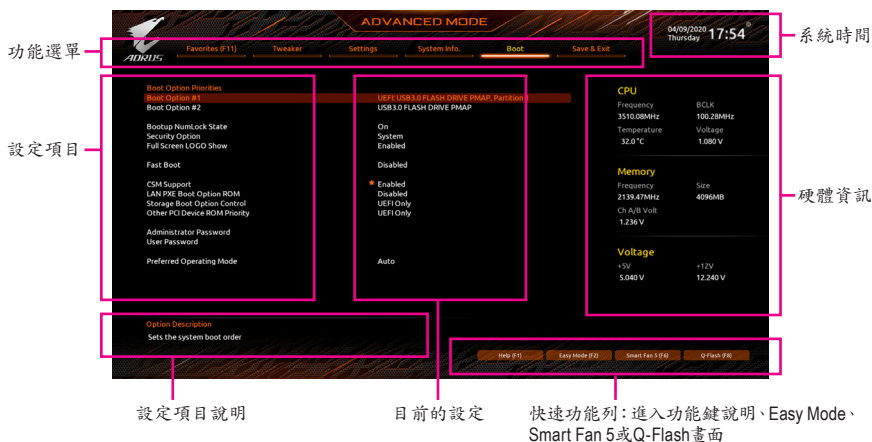 ADVANCED MODE
04/09/2020
Thursday
17:54
系統時間
功能選單
AORUS
Favorites (F11)
Tweaker
Settings
System Info.
Boot
Save & Exit
設定項目
Boot Option Priorities
Boot Option #1 UEFI: USB3.0 FLASH DRIVE PMAP, Partition 1
Boot Option #2 USB3.0 FLASH DRIVE PMAP
Bootup NumLock State On
Security Option System
Full Screen LOGO Show Enabled
Fast Boot Disabled
CSM Support * Enabled
LAN PXE Boot Option ROM Disabled
Storage Boot Option Control UEFI Only
Other PCI Device ROM Priority UEFI Only
Administrator Password
User Password
Preferred Operating Mode Auto
CPU
Frequency BCLK
3510.08MHz 100.28MHz
Temperature Voltage
32.0 °C 1.080 V
Memory
Frequency Size
2139.47MHz 4096MB
Ch A/B Volt
1.236 V
Voltage
+5V +12V
5.040 V 12.240 V
硬體資訊
Option Description
Sets the system boot order
Help (F1)
Easy Mode (F2)
Smart Fan 5 (F6)
Q-Flash (F8)
設定項目說明
目前的設定
快速功能列：進入功能鍵說明、Easy Mode、
Smart Fan 5或Q-Flash畫面